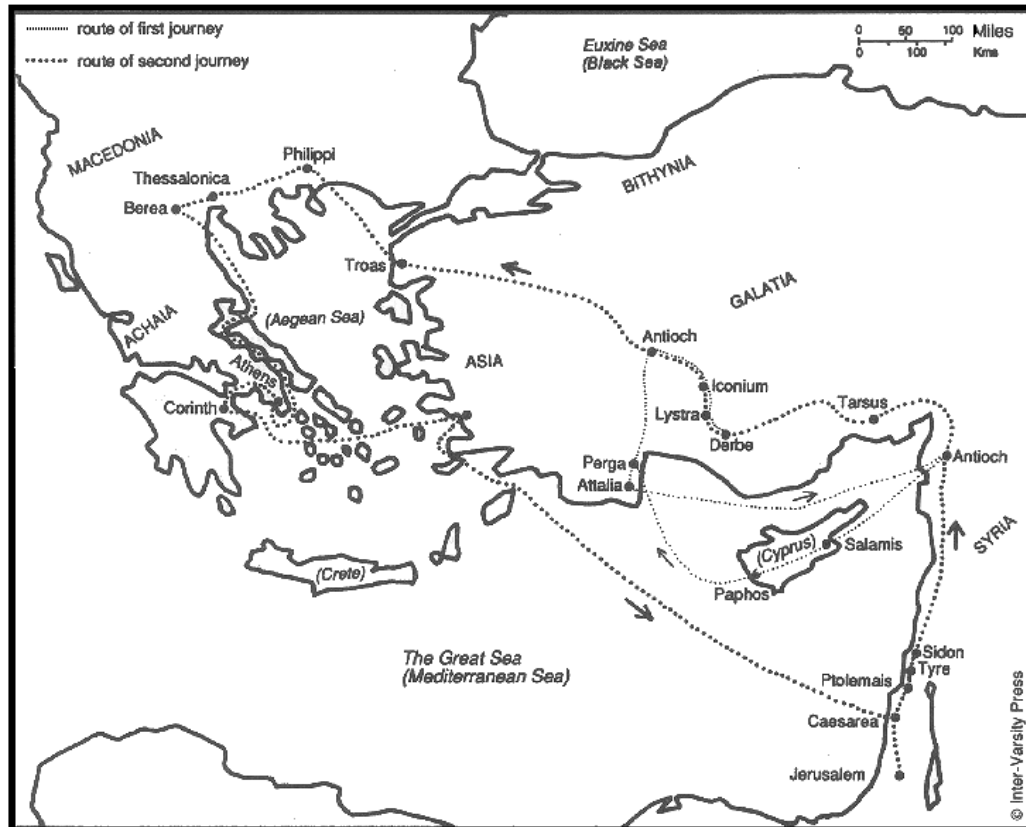 route of first journey
route of second journey
Euxine Sea
(Black Sea)
0 50 100 Miles
0 100 Kms
MACEDONIA
Philippi
BITHYNIA
Thessalonica
Berea
Troas
GALATIA
ACHAIA
(Aegean Sea)
Antioch
ASIA
Athens
Iconium
Corinth
Lystra
Tarsus
Derbe
Perga
Antioch
Attalia
(Cyprus)
Salamis
SYRIA
(Crete)
Paphos
The Great Sea
(Mediterranean Sea)
Sidon
Tyre
Ptolemais
Caesarea
Jerusalem
© Inter-Varsity Press